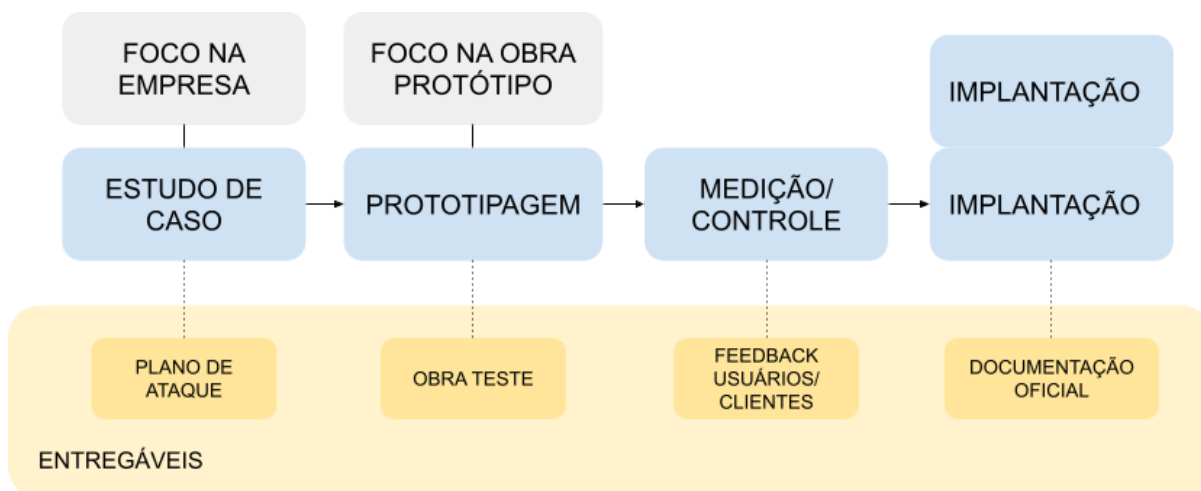 FOCO NA
EMPRESA
FOCO NA OBRA
PROTÓTIPO
IMPLANTAÇÃO
ESTUDO DE
CASO
PROTOTIPAGEM
MEDIÇÃO/
CONTROLE
IMPLANTAÇÃO
PLANO DE
ATAQUE
OBRA TESTE
FEEDBACK
USUÁRIOS/
CLIENTES
DOCUMENTAÇÃO
OFICIAL
ENTREGÁVEIS